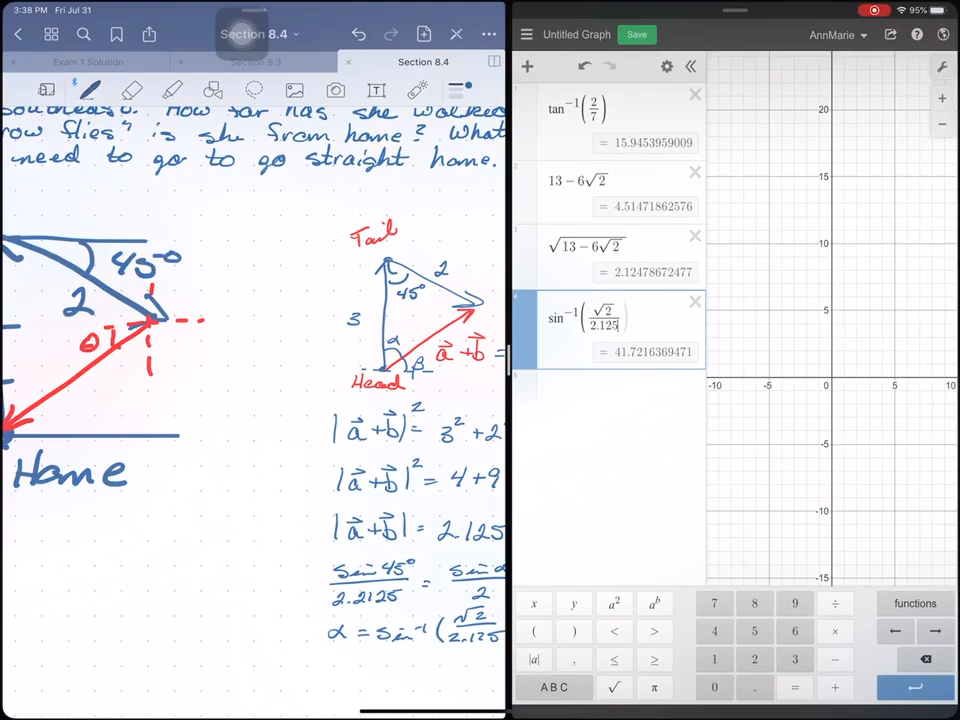 3:38 PM Fri Jul 31
95%
Section 8.4
Exam 1 Solution
Section 8.3
Section 8.4
Southeast. How far has she walked
row flies" is she from home? What
need to go to go straight home.
45°
2
θ
Home
Tail
2
45°
3
α
β
a⃗ + b⃗ =
Head
|a⃗ + b⃗|² = 3² + 2
|a⃗ + b⃗|² = 4 + 9
|a⃗ + b⃗| = 2.125
sin 45° / 2.2125 = sin α / 2
α = sin⁻¹ (√2 / 2.125
Untitled Graph
Save
AnnMarie
1
tan⁻¹(2/7)
= 15.9453959009
2
13 − 6√2
= 4.51471862576
3
√(13 − 6√2)
= 2.12478672477
4
sin⁻¹(√2/2.125)
= 41.7216369471
5
20
15
10
5
-10 -5 0 5 10
-5
-10
-15
x y a² aᵇ 7 8 9 ÷ functions
( ) < > 4 5 6 × ← →
|a| , ≤ ≥ 1 2 3 −
A B C √ π 0 . = +